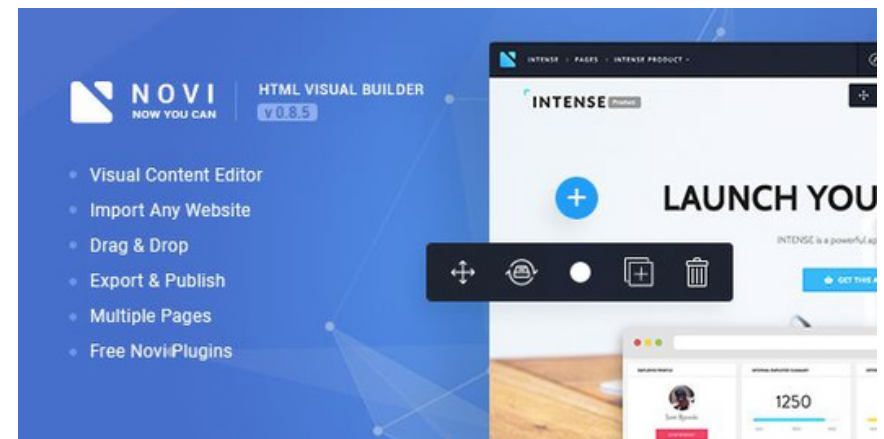 NOVI
NOW YOU CAN
HTML VISUAL BUILDER
v 0.8.5
Visual Content Editor
Import Any Website
Drag & Drop
Export & Publish
Multiple Pages
Free Novi Plugins
INTENSE › PAGES › INTENSE PRODUCT
INTENSE Product
LAUNCH YOU
INTENSE is a powerful ap
GET THIS A
EMPLOYEE PROFILE
1250